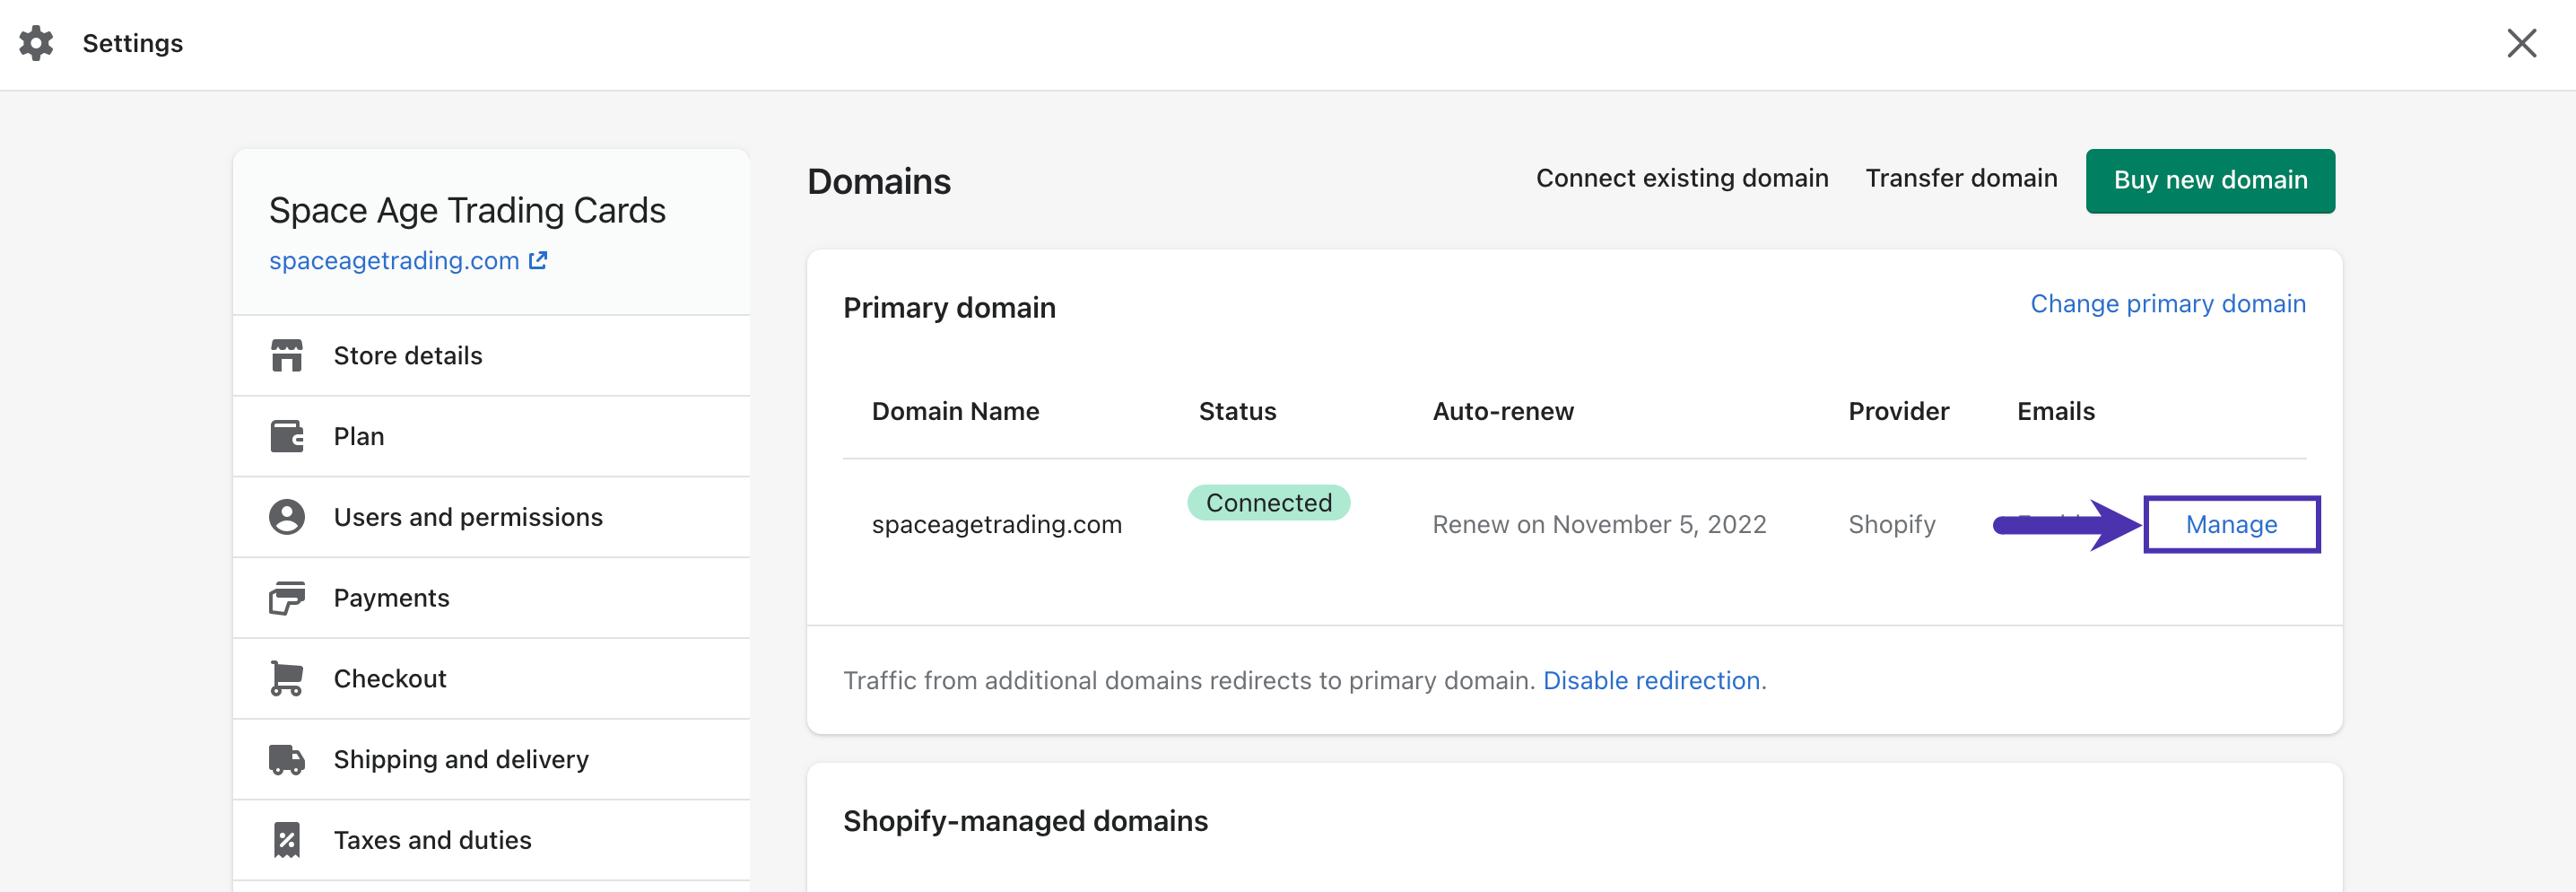 Settings
Space Age Trading Cards
spaceagetrading.com
Store details
Plan
Users and permissions
Payments
Checkout
Shipping and delivery
Taxes and duties
Domains
Connect existing domain
Transfer domain
Buy new domain
Primary domain
Change primary domain
Domain Name Status Auto-renew Provider Emails
spaceagetrading.com Connected Renew on November 5, 2022 Shopify Manage
Traffic from additional domains redirects to primary domain. Disable redirection.
Shopify-managed domains